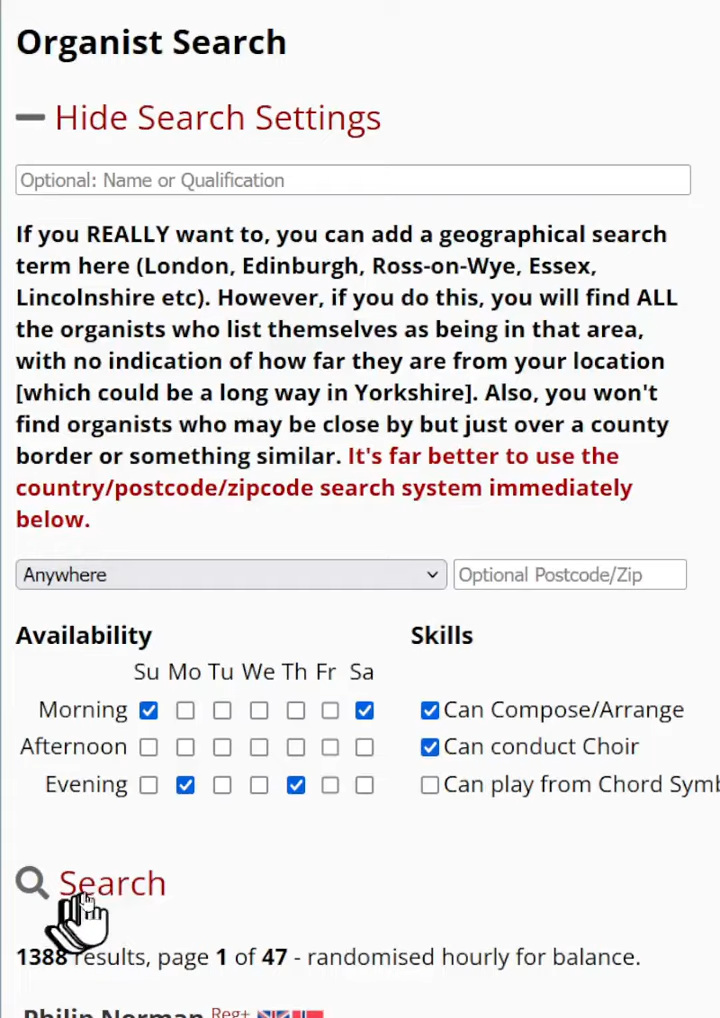 Organist Search
Hide Search Settings
Optional: Name or Qualification
If you REALLY want to, you can add a geographical search
term here (London, Edinburgh, Ross-on-Wye, Essex,
Lincolnshire etc). However, if you do this, you will find ALL
the organists who list themselves as being in that area,
with no indication of how far they are from your location
[which could be a long way in Yorkshire]. Also, you won't
find organists who may be close by but just over a county
border or something similar. It's far better to use the
country/postcode/zipcode search system immediately
below.
Anywhere Optional Postcode/Zip
Availability Skills
Su Mo Tu We Th Fr Sa
Morning Can Compose/Arrange
Afternoon Can conduct Choir
Evening Can play from Chord Symb
Search
1388 results, page 1 of 47 - randomised hourly for balance.
Philip Norman Reg+